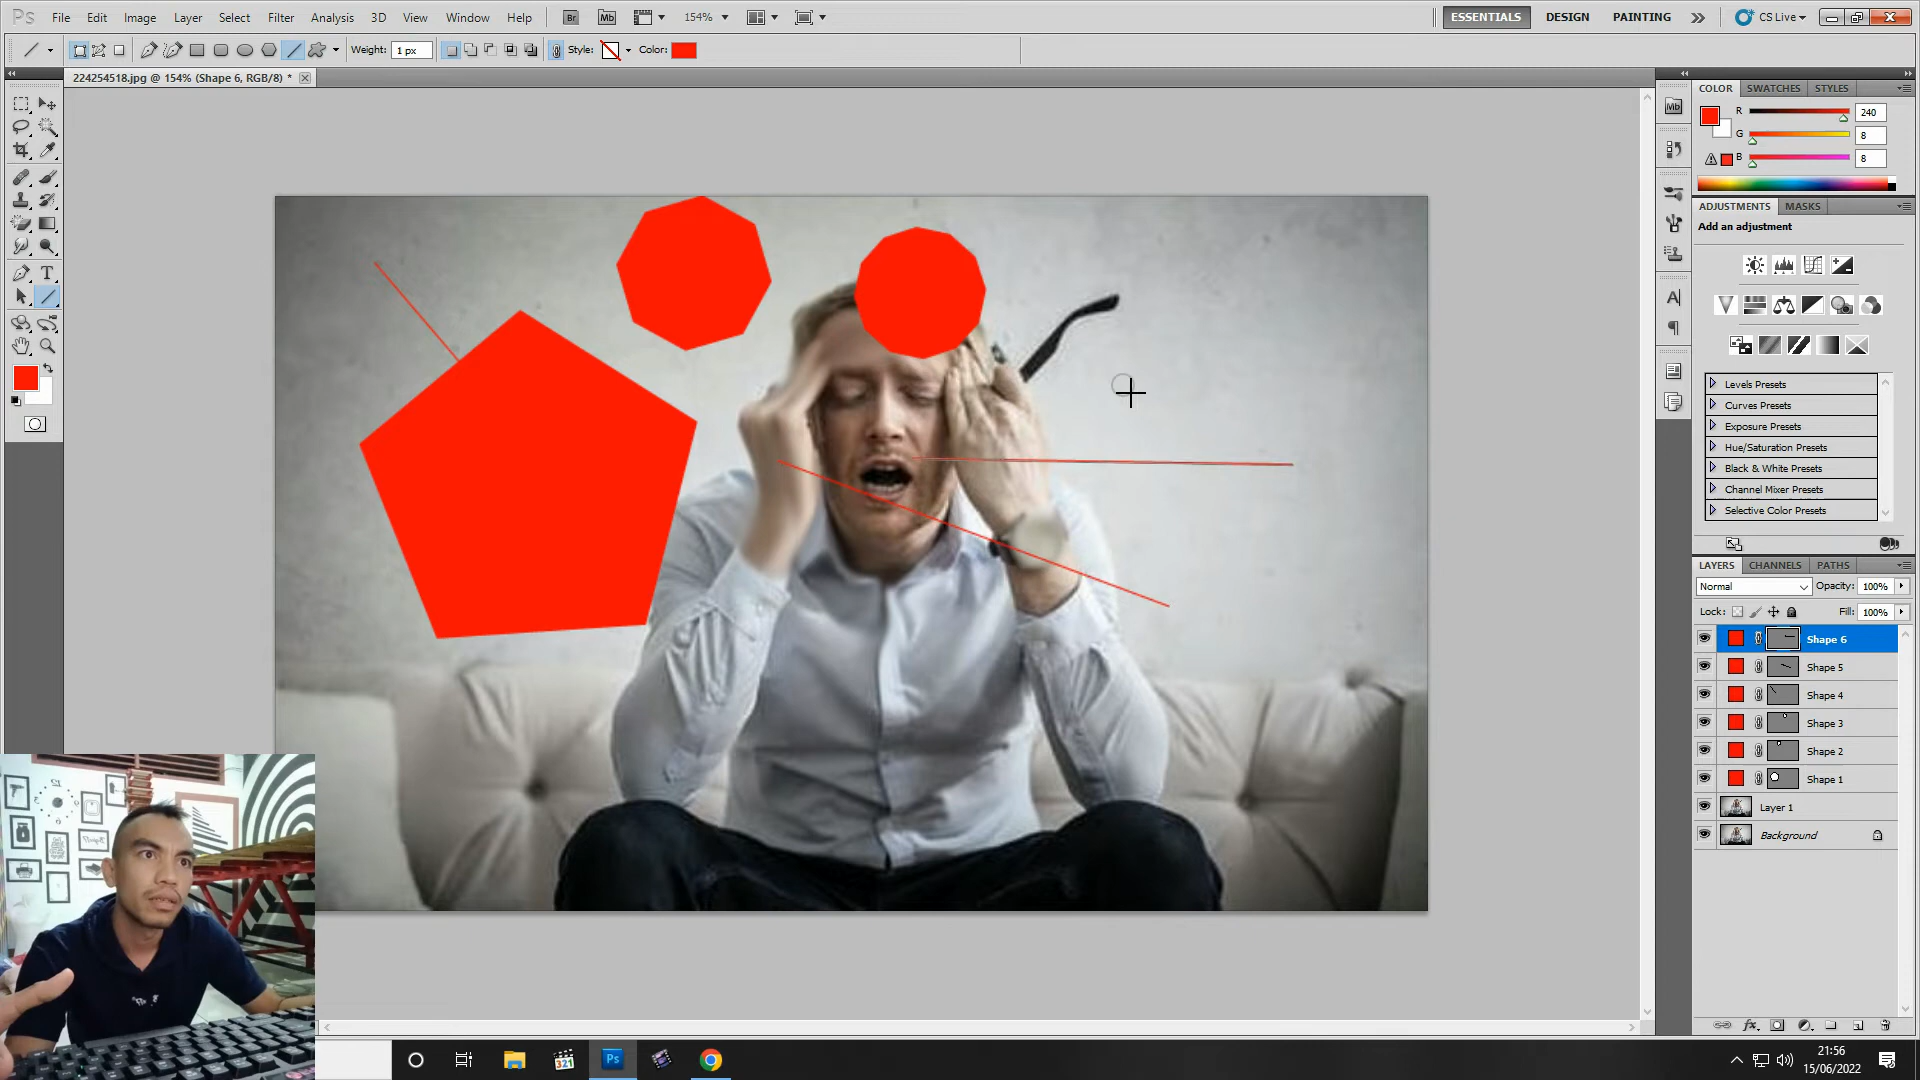 Ps File Edit Image Layer Select Filter Analysis 3D View Window Help Br Mb 154% ESSENTIALS DESIGN PAINTING CS Live
Weight: 1 px Style: Color:
224254518.jpg @ 154% (Shape 6, RGB/8) *
COLOR SWATCHES STYLES
R 240
G 8
B 8
Mb
ADJUSTMENTS MASKS
Add an adjustment
Levels Presets
Curves Presets
Exposure Presets
Hue/Saturation Presets
Black & White Presets
Channel Mixer Presets
Selective Color Presets
LAYERS CHANNELS PATHS
Normal Opacity: 100%
Lock: Fill: 100%
Shape 6
Shape 5
Shape 4
Shape 3
Shape 2
Shape 1
Layer 1
Background
321 Ps
21:56
15/06/2022